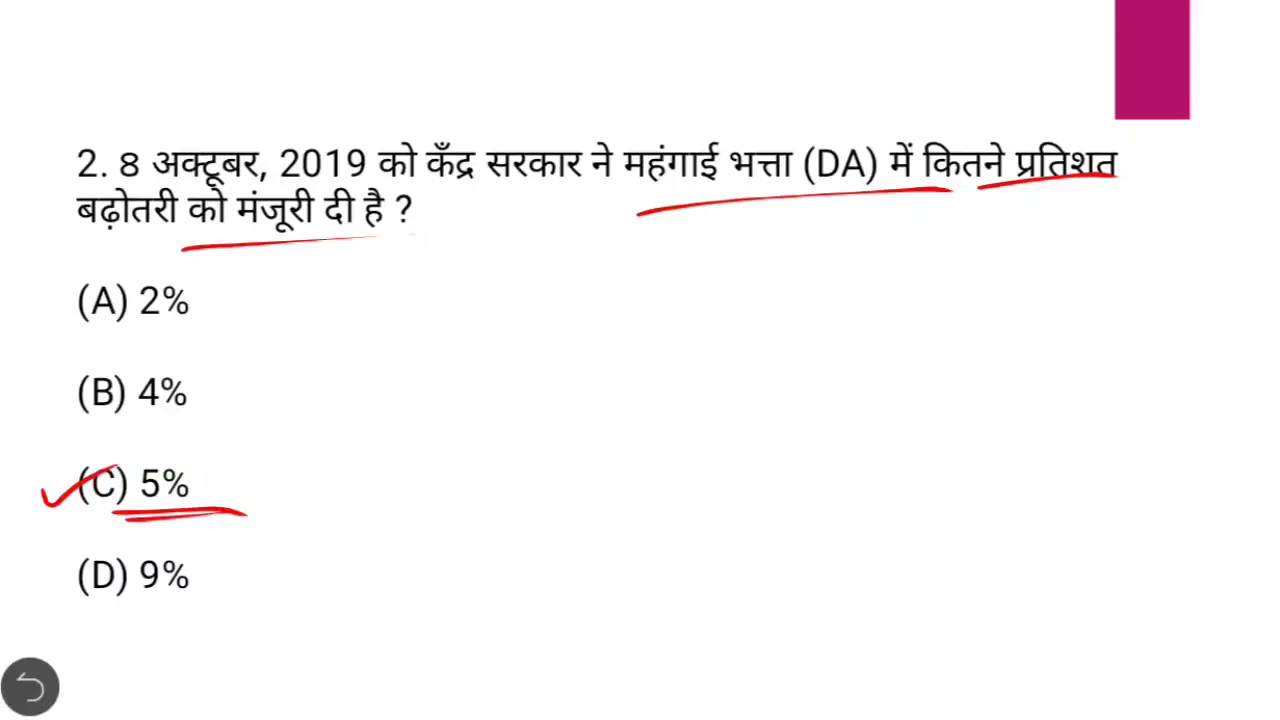 2. 8 अक्टूबर, 2019 को केँद्र सरकार ने महंगाई भत्ता (DA) में कितने प्रतिशत
बढ़ोतरी को मंजूरी दी है ?
(A) 2%
(B) 4%
(C) 5%
(D) 9%